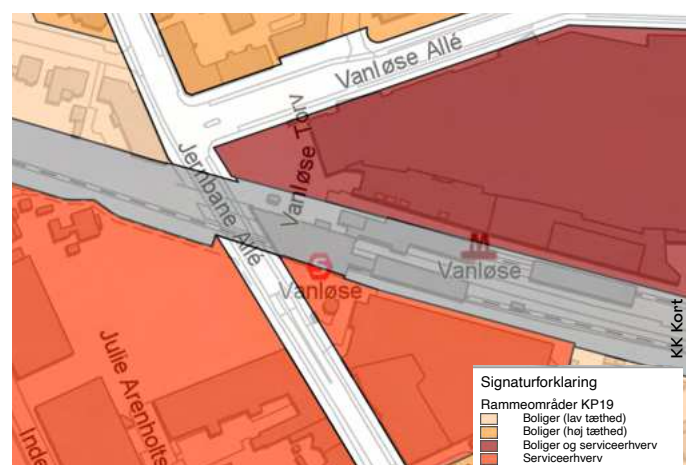 Vanløse Allé
Vanløse Torv
Jernbane Allé
M
Vanløse
S
Vanløse
KK Kort
Julie Arenholts
Inde
Signaturforklaring
Rammeområder KP19
Boliger (lav tæthed)
Boliger (høj tæthed)
Boliger og serviceerhverv
Serviceerhverv